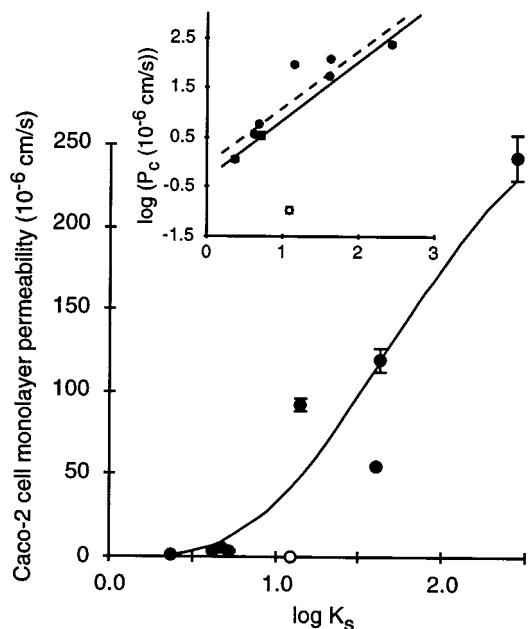 2.5
1.5
0.5
-0.5
-1.5
log (P_c (10⁻⁶ cm/s))
0 1 2 3
250
200
150
100
50
0
Caco-2 cell monolayer permeability (10⁻⁶ cm/s)
0.0 1.0 2.0
log K_s